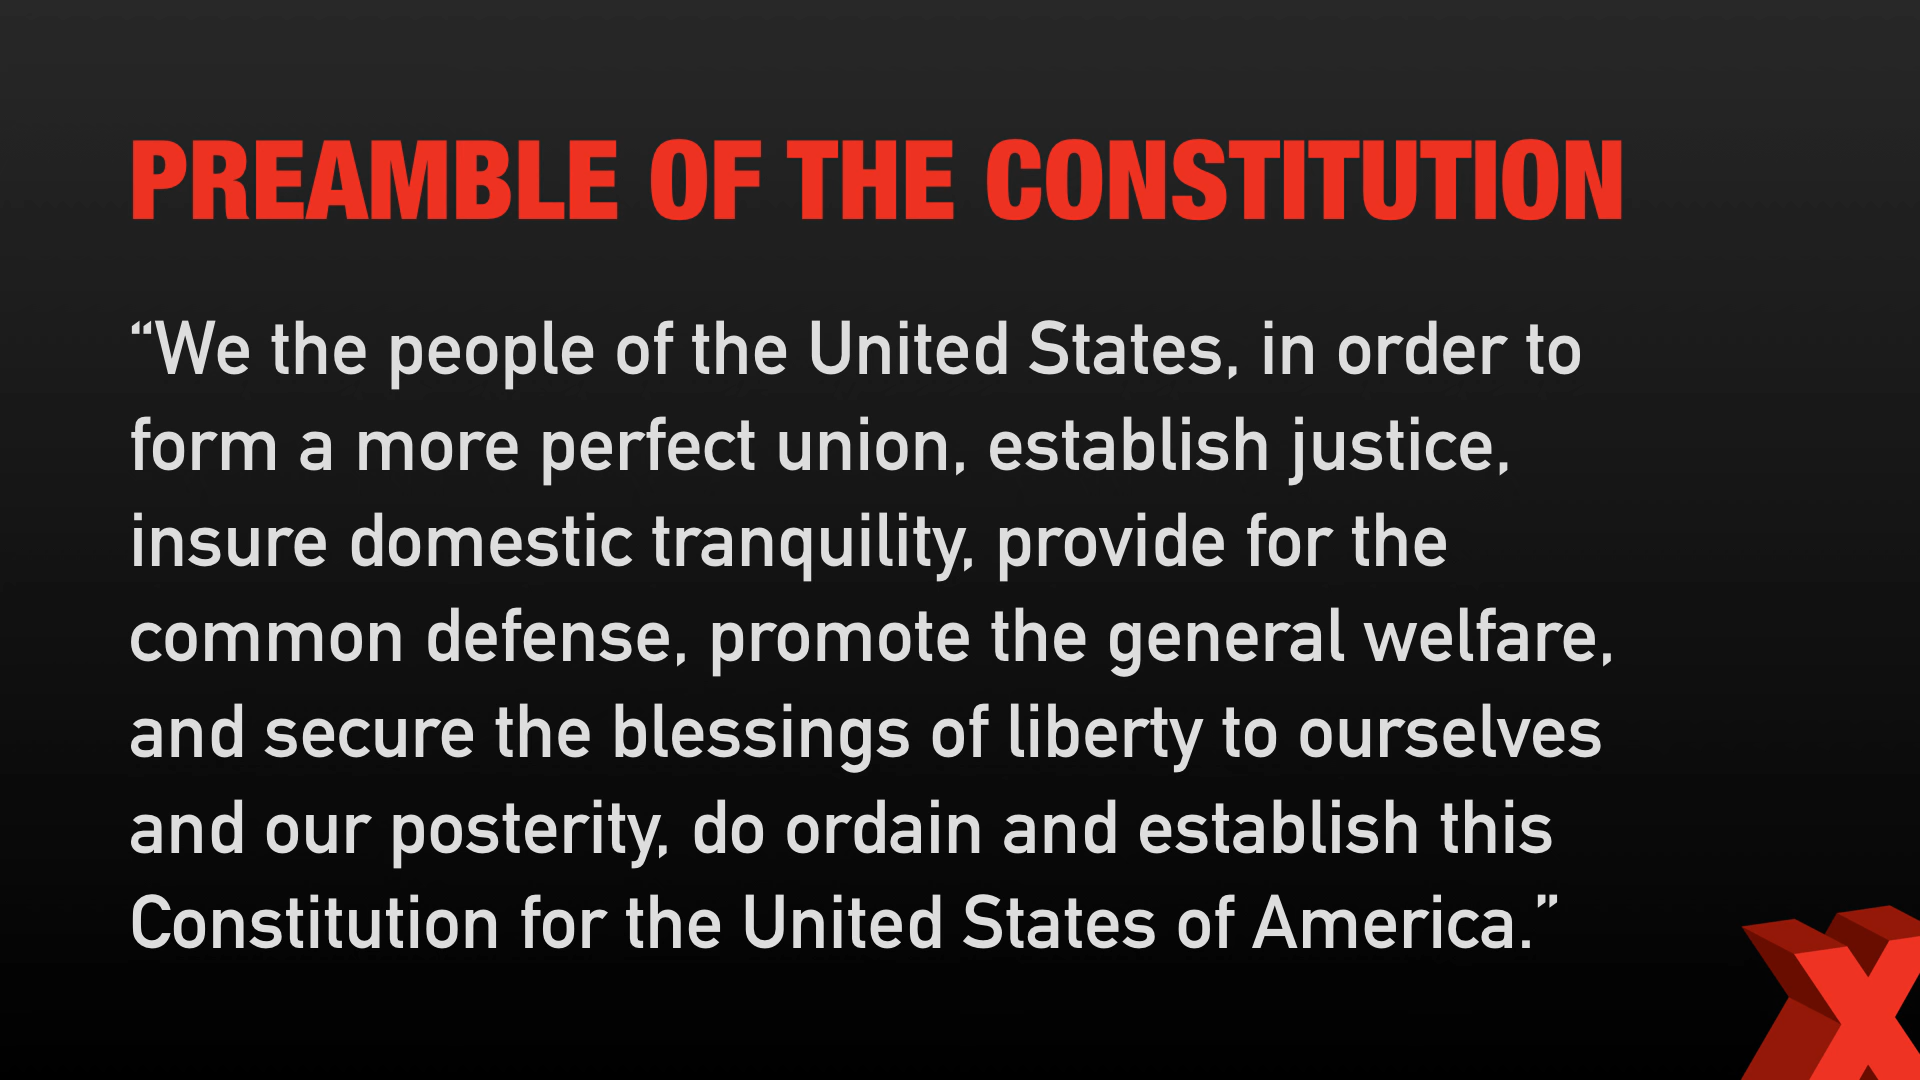 PREAMBLE OF THE CONSTITUTION
“We the people of the United States, in order to
form a more perfect union, establish justice,
insure domestic tranquility, provide for the
common defense, promote the general welfare,
and secure the blessings of liberty to ourselves
and our posterity, do ordain and establish this
Constitution for the United States of America.”
X